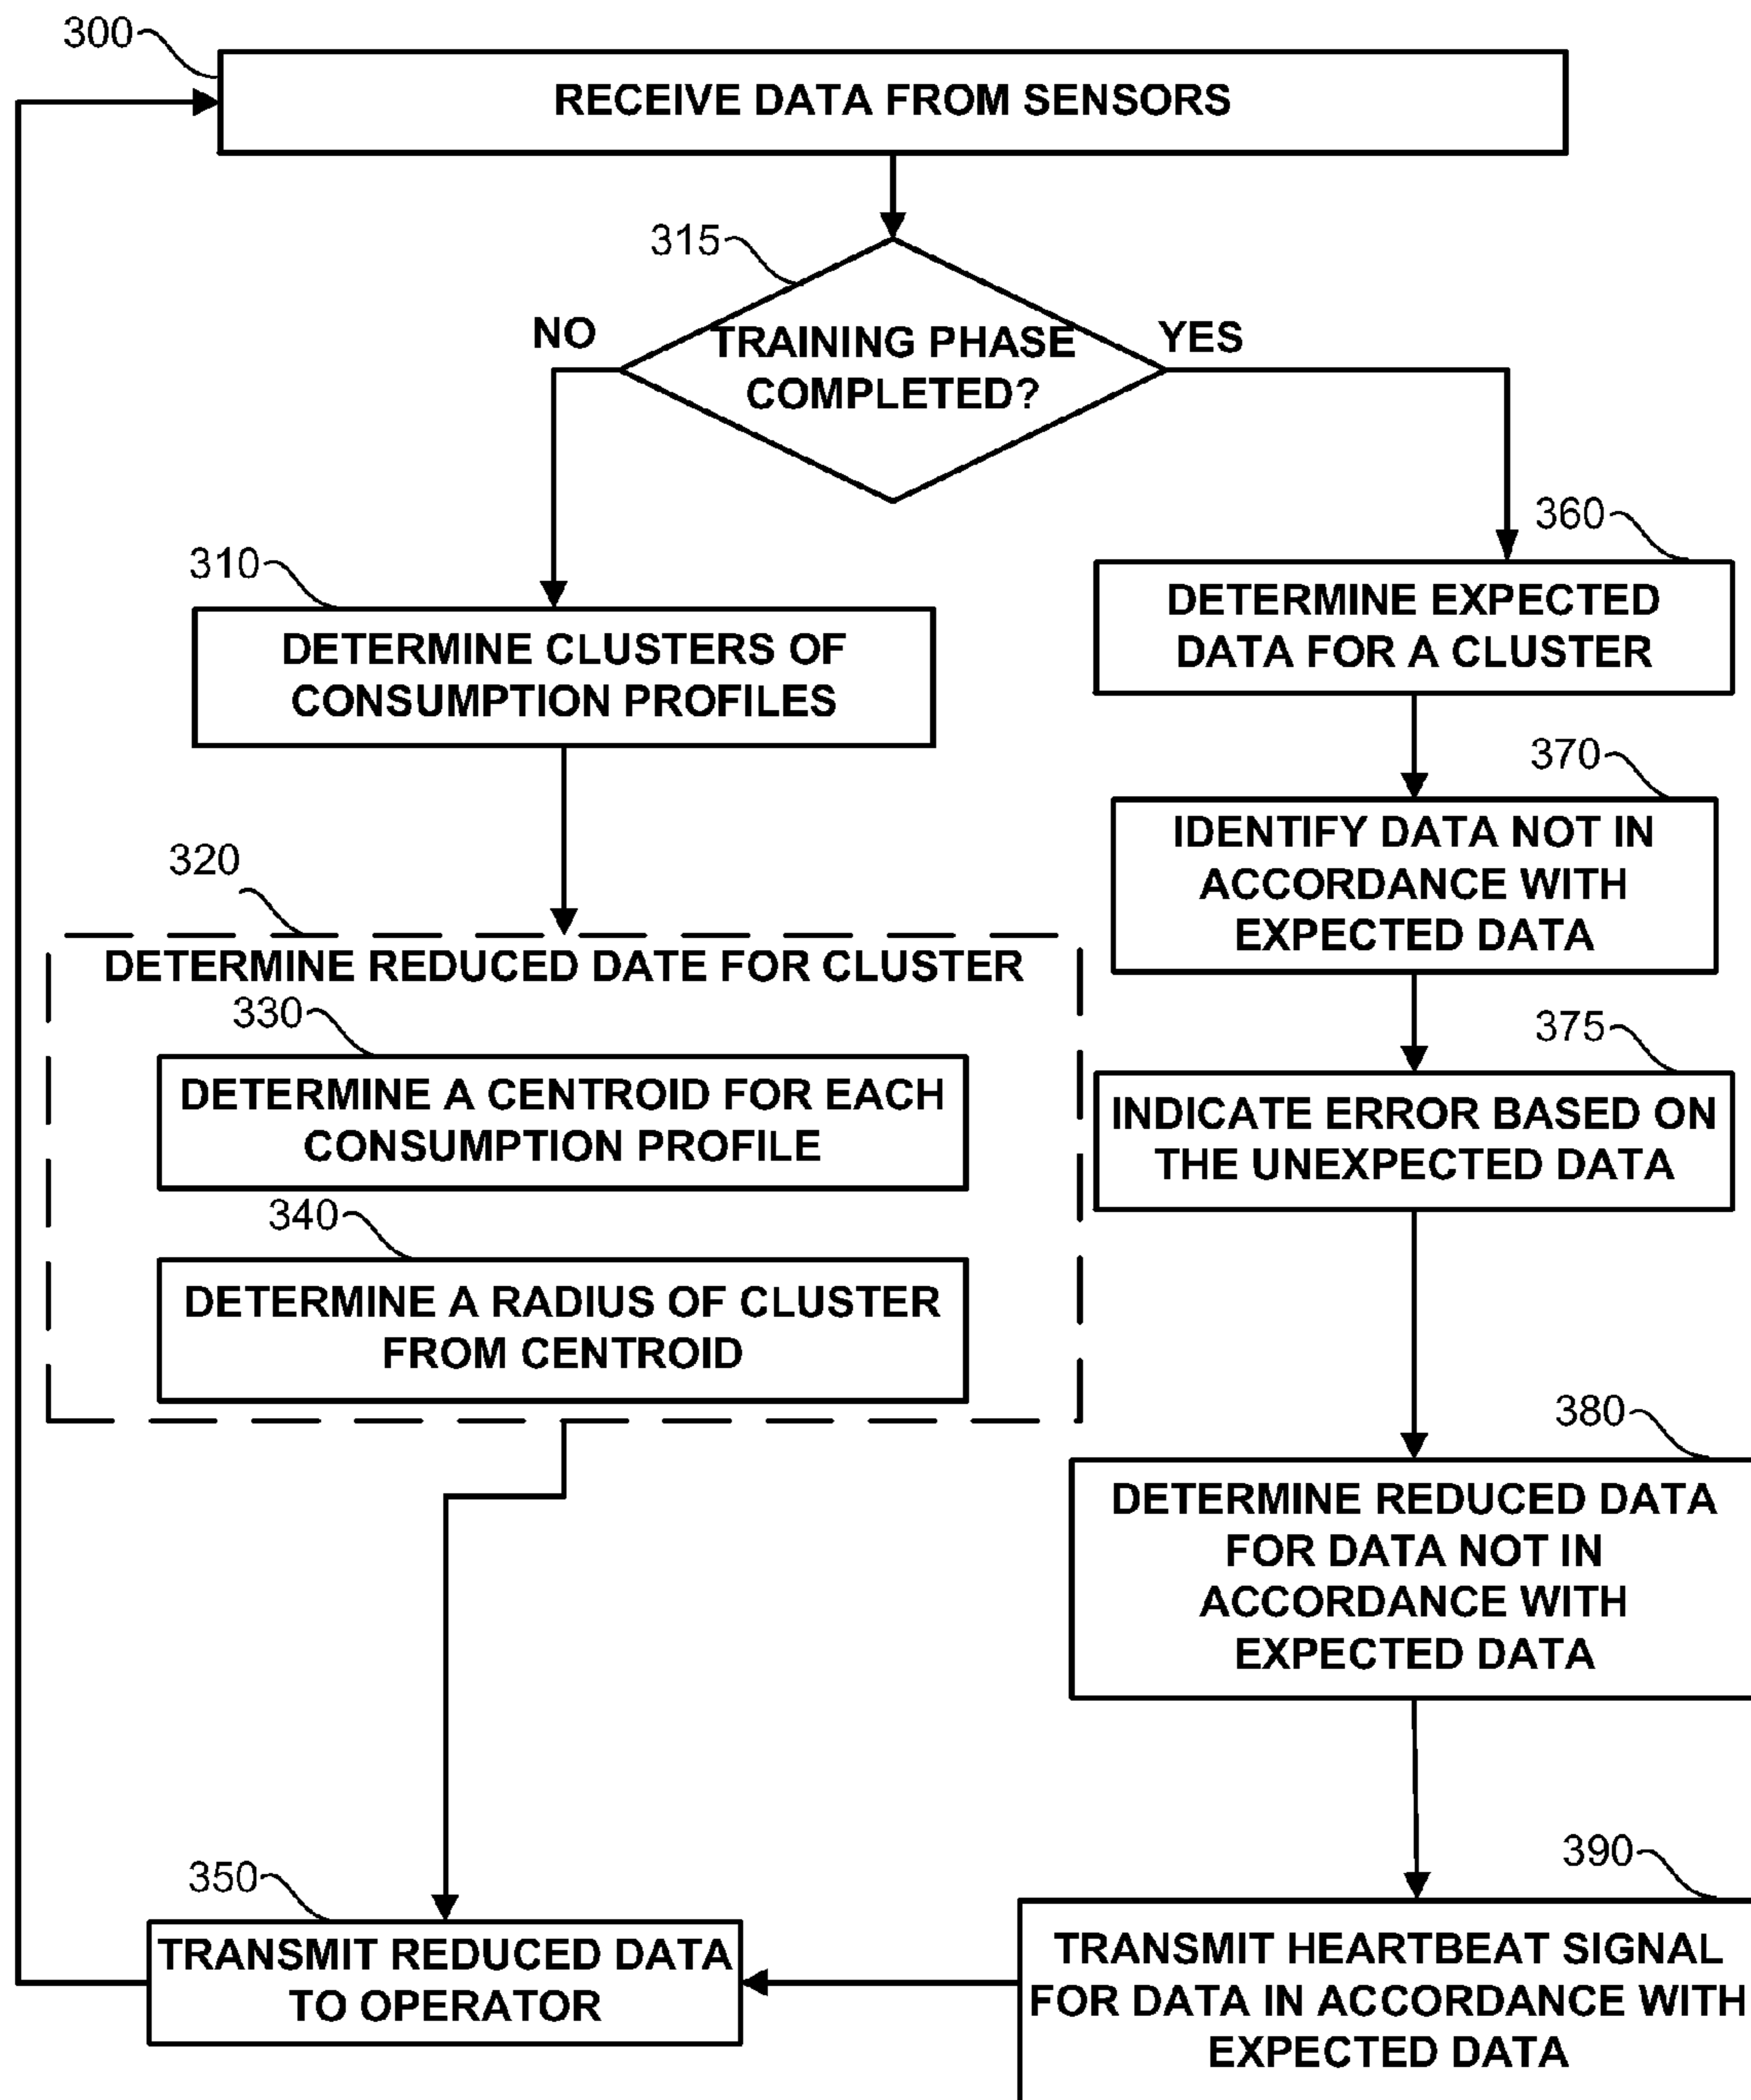 300
RECEIVE DATA FROM SENSORS
315
NO
TRAINING PHASE
COMPLETED?
YES
310
DETERMINE CLUSTERS OF
CONSUMPTION PROFILES
320
DETERMINE REDUCED DATE FOR CLUSTER
330
DETERMINE A CENTROID FOR EACH
CONSUMPTION PROFILE
340
DETERMINE A RADIUS OF CLUSTER
FROM CENTROID
360
DETERMINE EXPECTED
DATA FOR A CLUSTER
370
IDENTIFY DATA NOT IN
ACCORDANCE WITH
EXPECTED DATA
375
INDICATE ERROR BASED ON
THE UNEXPECTED DATA
380
DETERMINE REDUCED DATA
FOR DATA NOT IN
ACCORDANCE WITH
EXPECTED DATA
390
TRANSMIT HEARTBEAT SIGNAL
FOR DATA IN ACCORDANCE WITH
EXPECTED DATA
350
TRANSMIT REDUCED DATA
TO OPERATOR